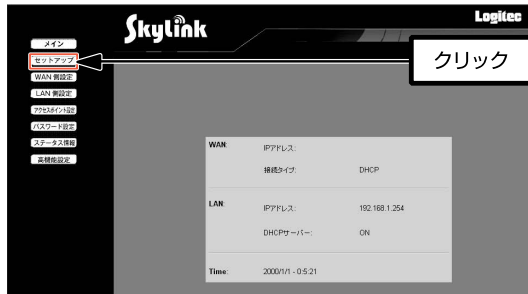 Skylink
Logitec
メイン
セットアップ
WAN 側設定
LAN 側設定
アクセスポイント設定
パスワード設定
ステータス情報
高機能設定
クリック
WAN: IPアドレス:
接続タイプ: DHCP
LAN: IPアドレス: 192.168.1.254
DHCPサーバー: ON
Time: 2000/1/1 - 0:5:21